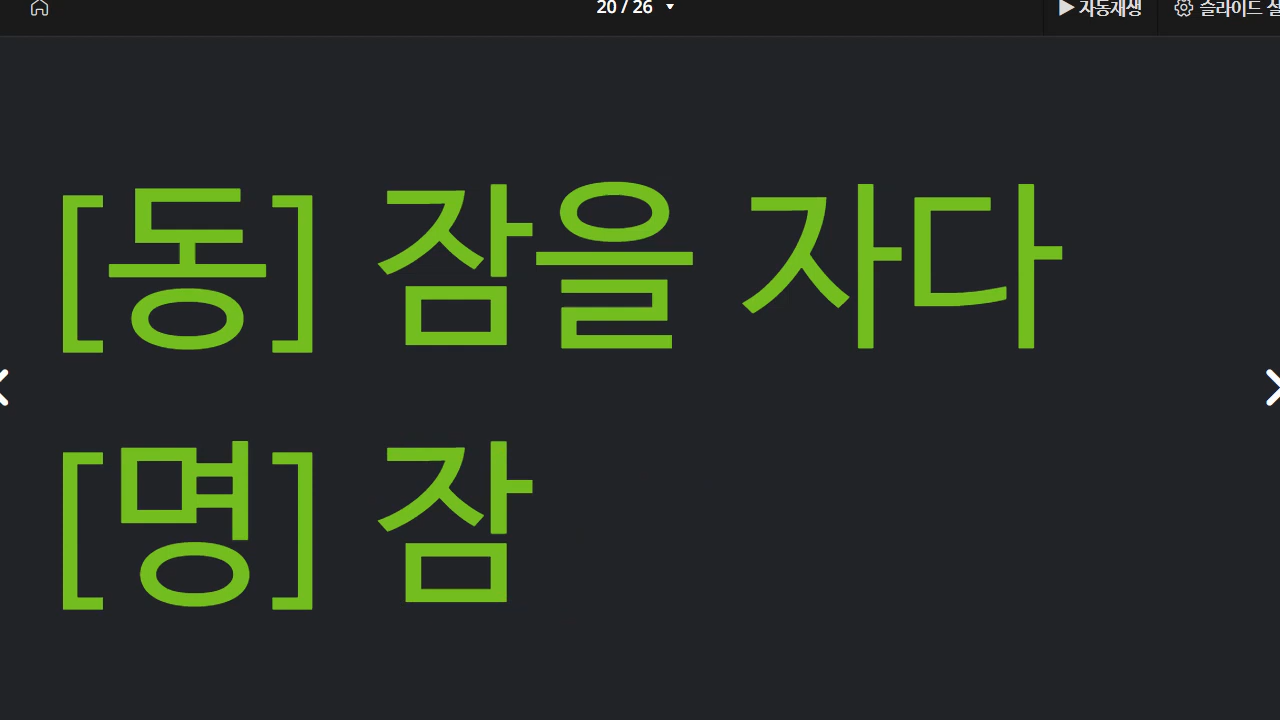 20 / 26
자동재생
슬라이드
[동] 잠을 자다
[명] 잠